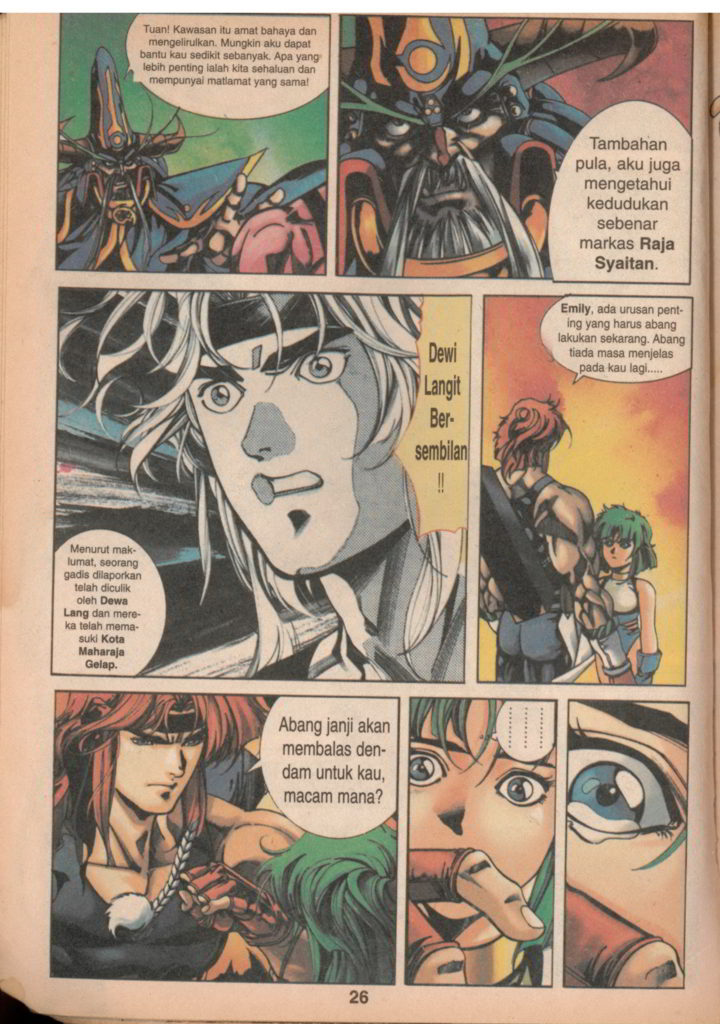 Tuan! Kawasan itu amat bahaya dan
mengelirulkan. Mungkin aku dapat
bantu kau sedikit sebanyak. Apa yang
lebih penting ialah kita sehaluan dan
mempunyai matlamat yang sama!
Tambahan
pula, aku juga
mengetahui
kedudukan
sebenar
markas Raja
Syaitan.
Dewi
Langit
Ber-
sembilan
!!
Menurut mak-
lumat, seorang
gadis dilaporkan
telah diculik
oleh Dewa
Lang dan mere-
ka telah mema-
suki Kota
Maharaja
Gelap.
Emily, ada urusan pent-
ing yang harus abang
lakukan sekarang. Abang
tiada masa menjelas
pada kau lagi.....
Abang janji akan
membalas den-
dam untuk kau,
macam mana?
26